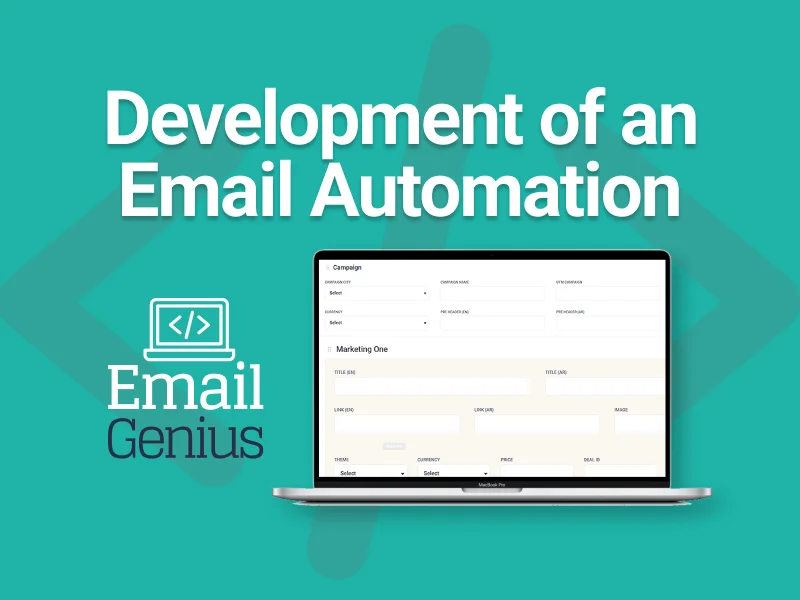 Development of an
Email Automation
</>
Email
Genius
Campaign
CAMPAIGN CITY
CAMPAIGN NAME
UTM CAMPAIGN
Select
CURRENCY
PRE HEADER (EN)
PRE HEADER (AR)
Select
Marketing One
TITLE (EN)
TITLE (AR)
LINK (EN)
LINK (AR)
IMAGE
THEME
CURRENCY
PRICE
DEAL ID
Select
Select
MacBook Pro